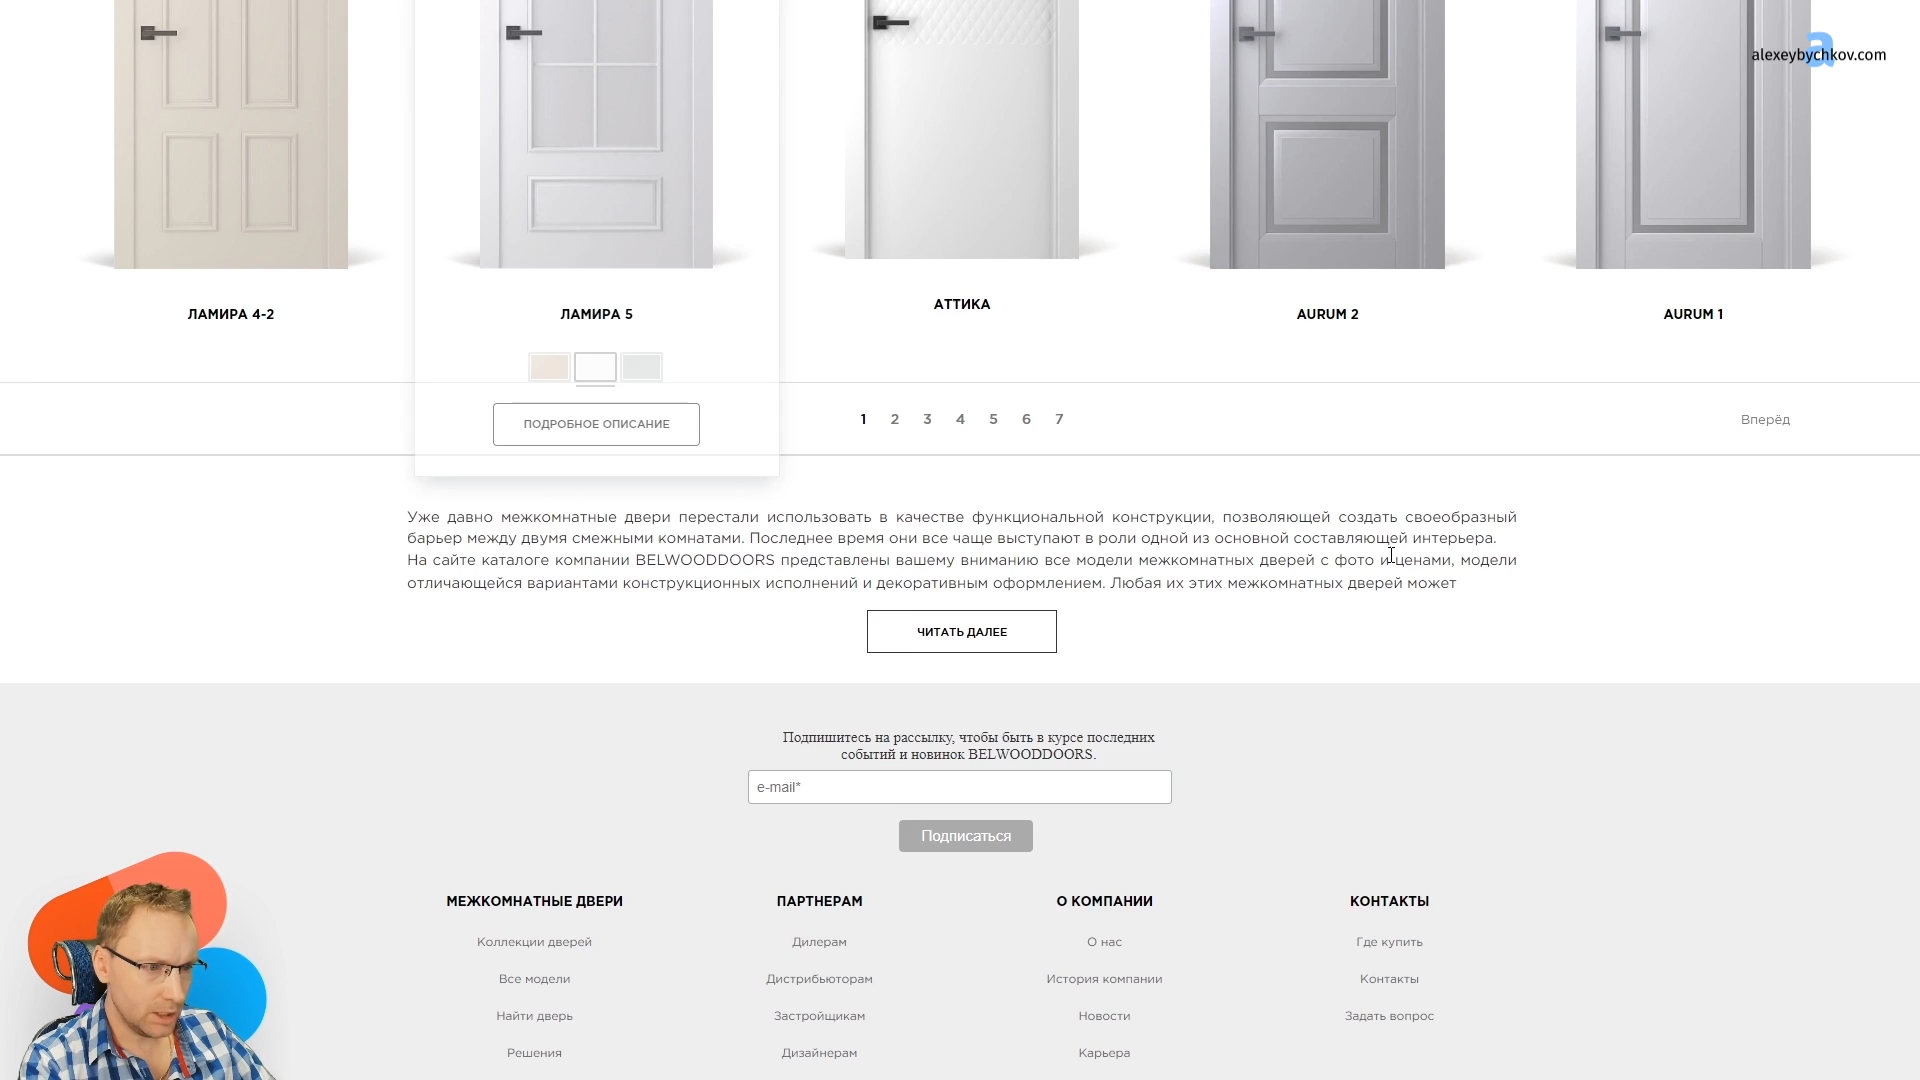 a
alexeybychkov.com
ЛАМИРА 4-2
ЛАМИРА 5
АТТИКА
AURUM 2
AURUM 1
ПОДРОБНОЕ ОПИСАНИЕ
1 2 3 4 5 6 7
Вперёд
Уже давно межкомнатные двери перестали использовать в качестве функциональной конструкции, позволяющей создать своеобразный
барьер между двумя смежными комнатами. Последнее время они все чаще выступают в роли одной из основной составляющей интерьера.
На сайте каталоге компании BELWOODDOORS представлены вашему вниманию все модели межкомнатных дверей с фото и ценами, модели
отличающейся вариантами конструкционных исполнений и декоративным оформлением. Любая их этих межкомнатных дверей может
ЧИТАТЬ ДАЛЕЕ
Подпишитесь на рассылку, чтобы быть в курсе последних
событий и новинок BELWOODDOORS.
e-mail*
Подписаться
МЕЖКОМНАТНЫЕ ДВЕРИ
Коллекции дверей
Все модели
Найти дверь
Решения
ПАРТНЕРАМ
Дилерам
Дистрибьюторам
Застройщикам
Дизайнерам
О КОМПАНИИ
О нас
История компании
Новости
Карьера
КОНТАКТЫ
Где купить
Контакты
Задать вопрос